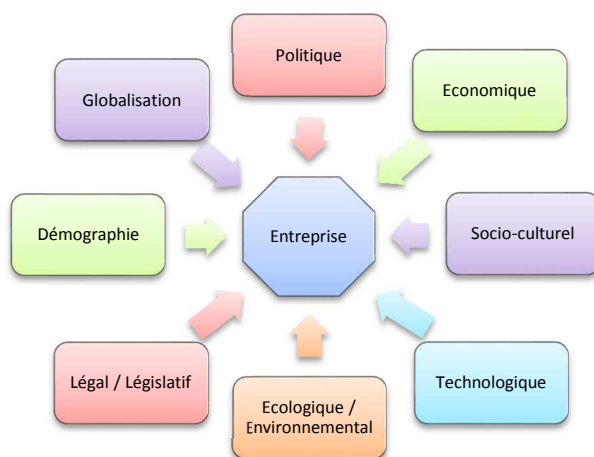 Politique
Globalisation
Economique
Démographie
Entreprise
Socio-culturel
Légal / Législatif
Ecologique /
Environnemental
Technologique